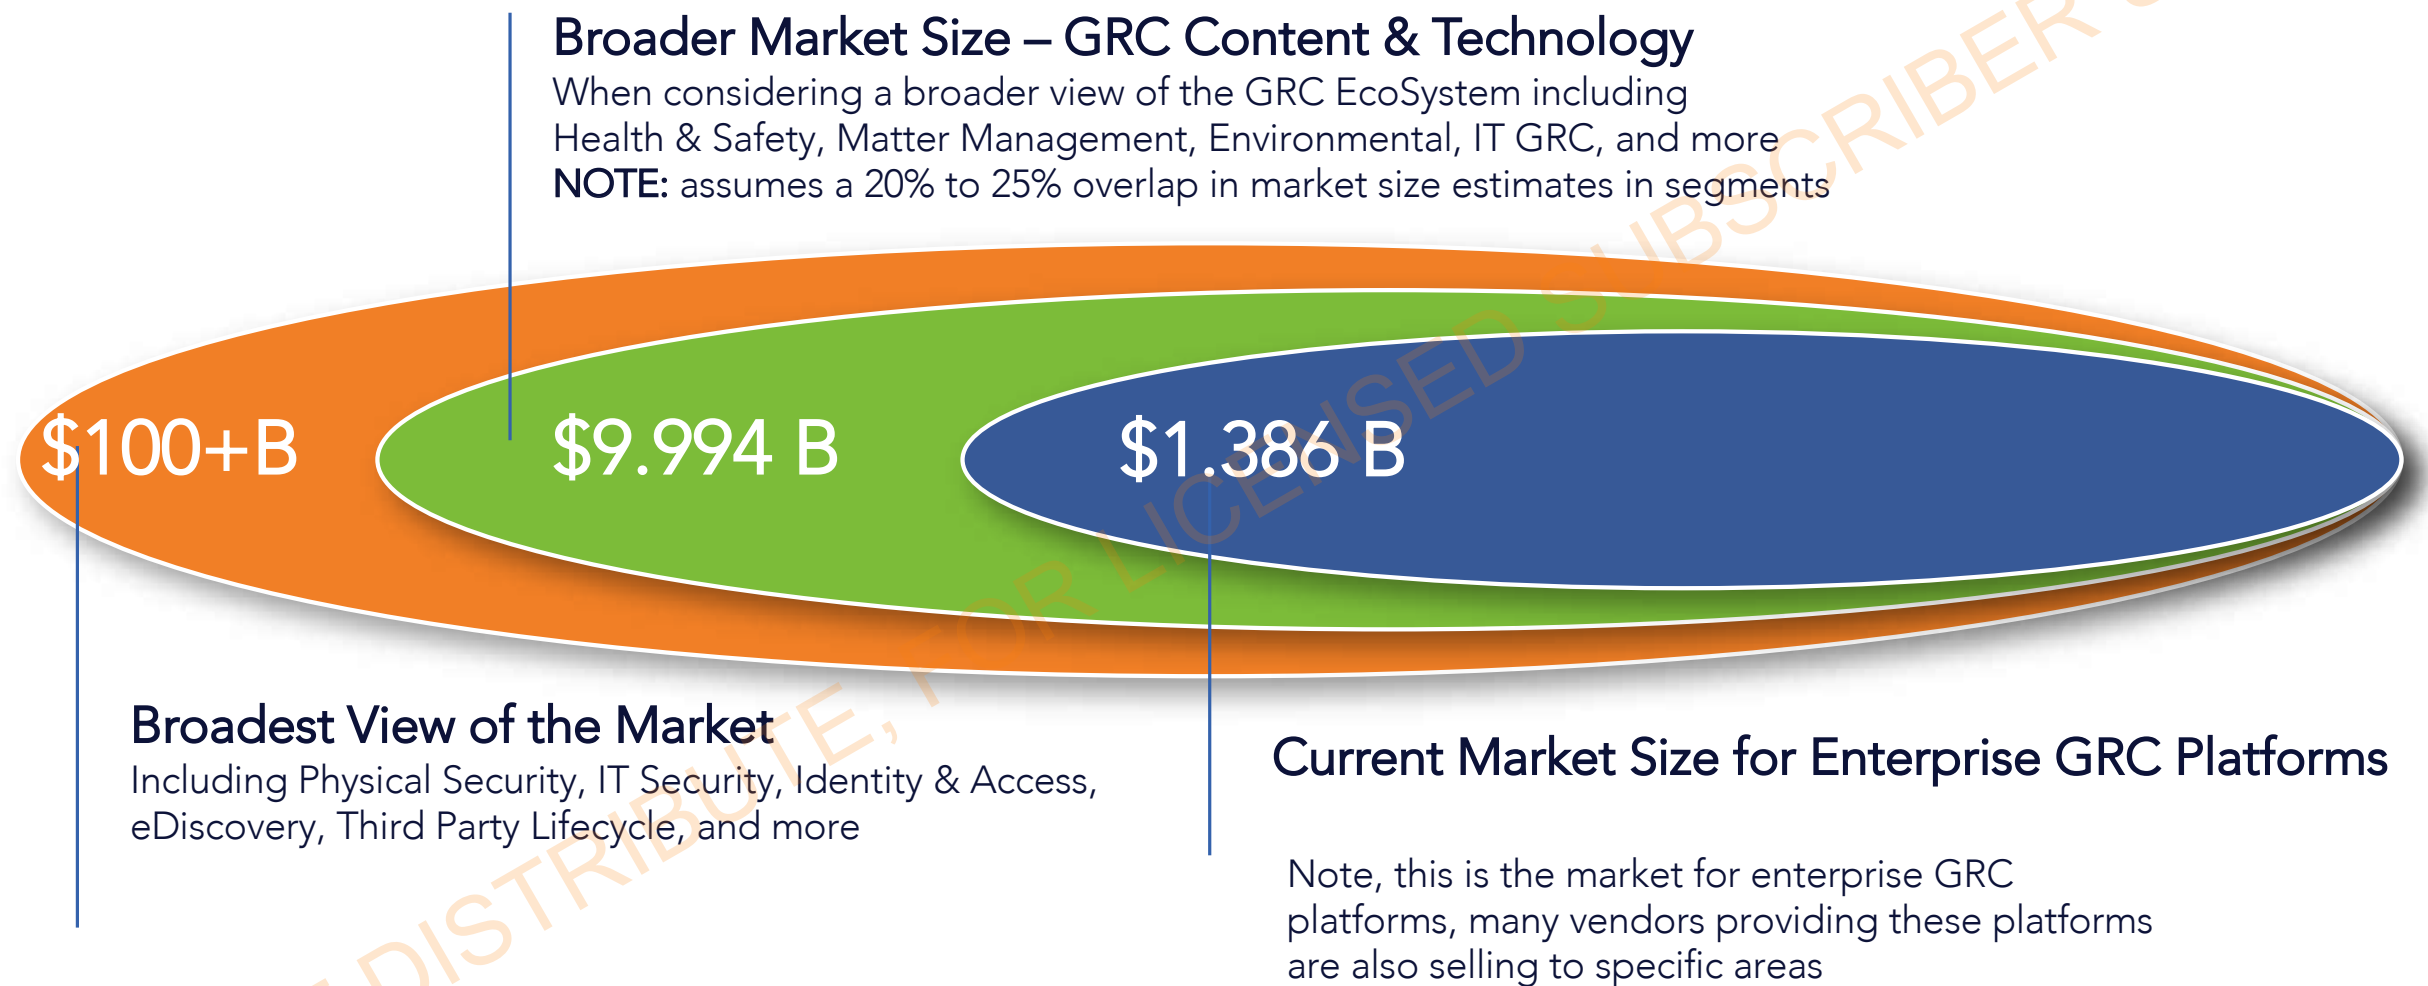 Broader Market Size – GRC Content & Technology
When considering a broader view of the GRC EcoSystem including
Health & Safety, Matter Management, Environmental, IT GRC, and more
NOTE: assumes a 20% to 25% overlap in market size estimates in segments
$100+B
$9.994 B
$1.386 B
Broadest View of the Market
Including Physical Security, IT Security, Identity & Access,
eDiscovery, Third Party Lifecycle, and more
Current Market Size for Enterprise GRC Platforms
Note, this is the market for enterprise GRC
platforms, many vendors providing these platforms
are also selling to specific areas
DISTRIBUTE, FOR LICENSED SUBSCRIBER